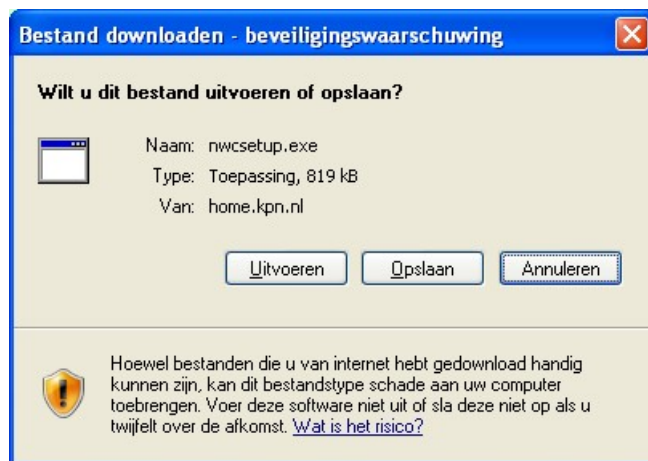 Bestand downloaden - beveiligingswaarschuwing
Wilt u dit bestand uitvoeren of opslaan?
Naam: nwcsetup.exe
Type: Toepassing, 819 kB
Van: home.kpn.nl
Uitvoeren Opslaan Annuleren
Hoewel bestanden die u van internet hebt gedownload handig
kunnen zijn, kan dit bestandstype schade aan uw computer
toebrengen. Voer deze software niet uit of sla deze niet op als u
twijfelt over de afkomst. Wat is het risico?